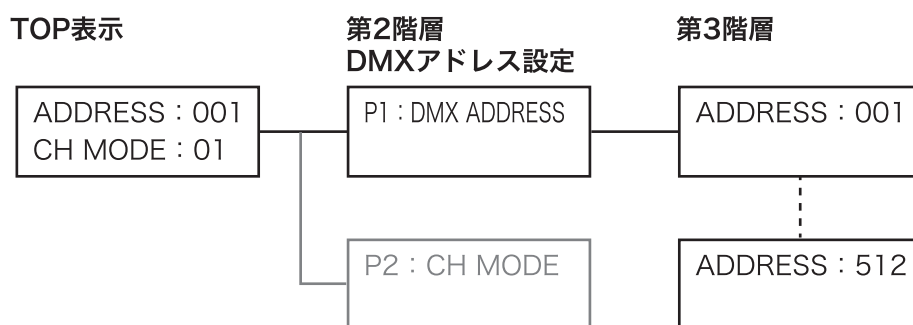 TOP表示
第2階層
DMXアドレス設定
第3階層
ADDRESS：001
CH MODE：01
P1：DMX ADDRESS
ADDRESS：001
P2：CH MODE
ADDRESS：512